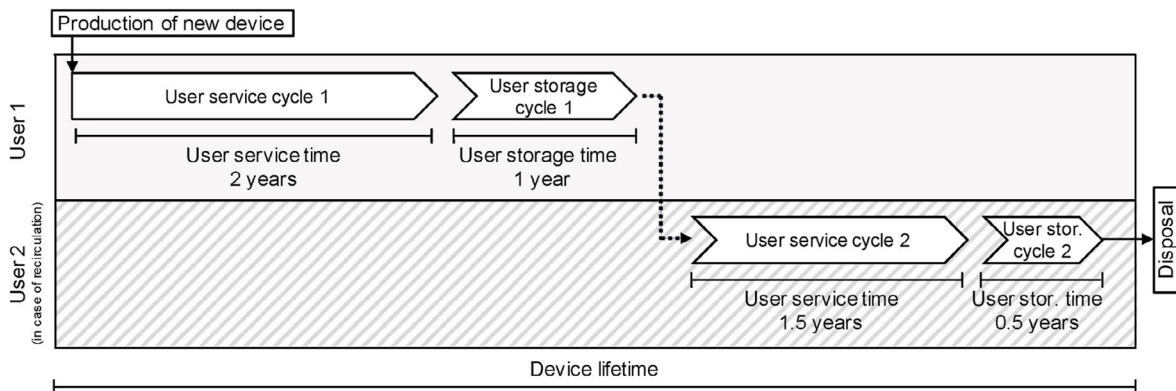 Production of new device
User 1
User service cycle 1
User storage
cycle 1
User service time
2 years
User storage time
1 year
User 2
(in case of recirculation)
User service cycle 2
User stor.
cycle 2
User service time
1.5 years
User stor. time
0.5 years
Disposal
Device lifetime